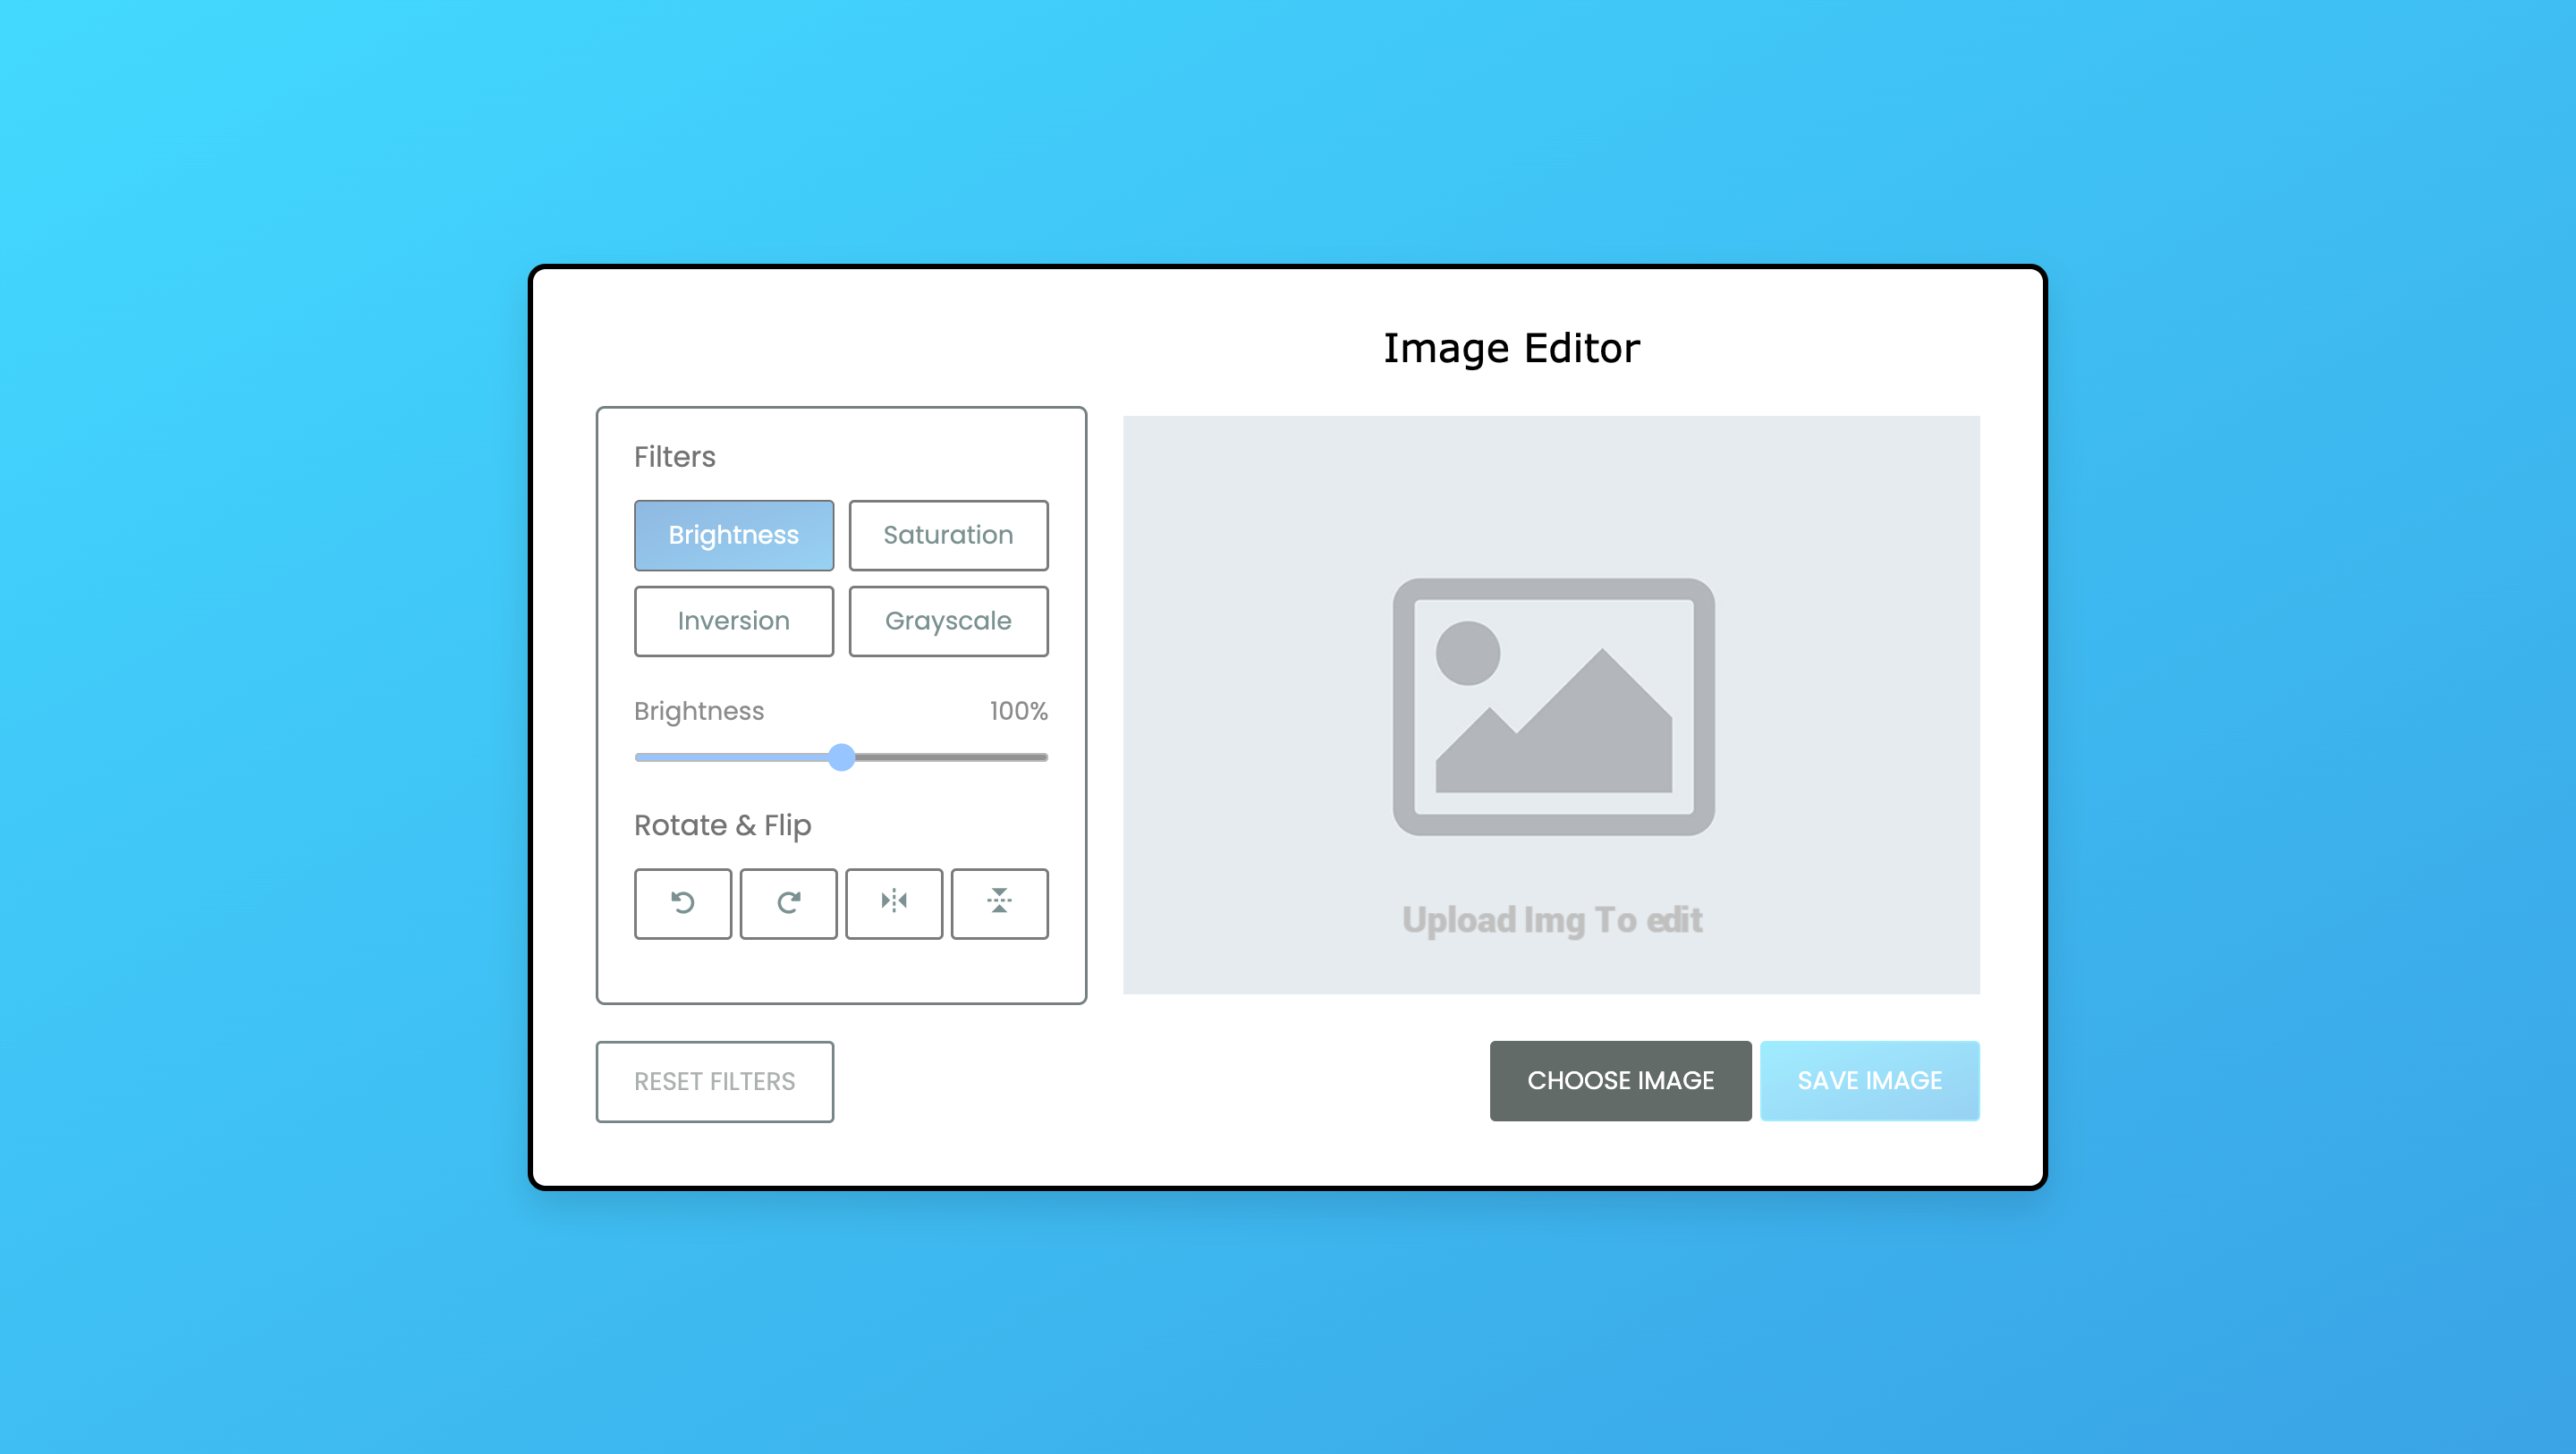 Image Editor
Filters
Brightness
Saturation
Inversion
Grayscale
Brightness 100%
Rotate & Flip
Upload Img To edit
RESET FILTERS
CHOOSE IMAGE
SAVE IMAGE